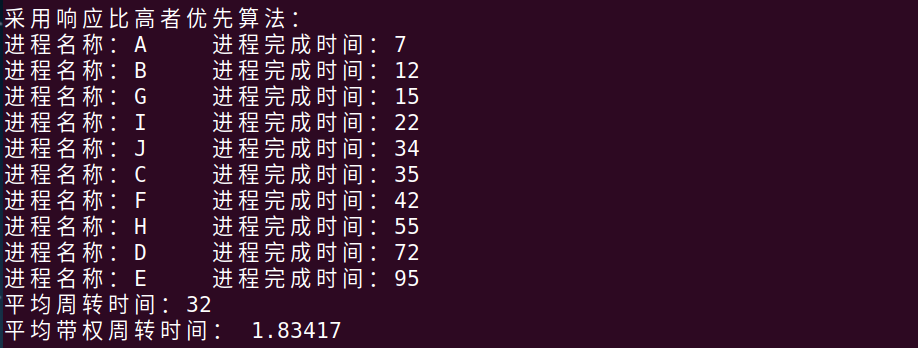 采用响应比高者优先算法：
进程名称：A 进程完成时间：7
进程名称：B 进程完成时间：12
进程名称：G 进程完成时间：15
进程名称：I 进程完成时间：22
进程名称：J 进程完成时间：34
进程名称：C 进程完成时间：35
进程名称：F 进程完成时间：42
进程名称：H 进程完成时间：55
进程名称：D 进程完成时间：72
进程名称：E 进程完成时间：95
平均周转时间：32
平均带权周转时间： 1.83417